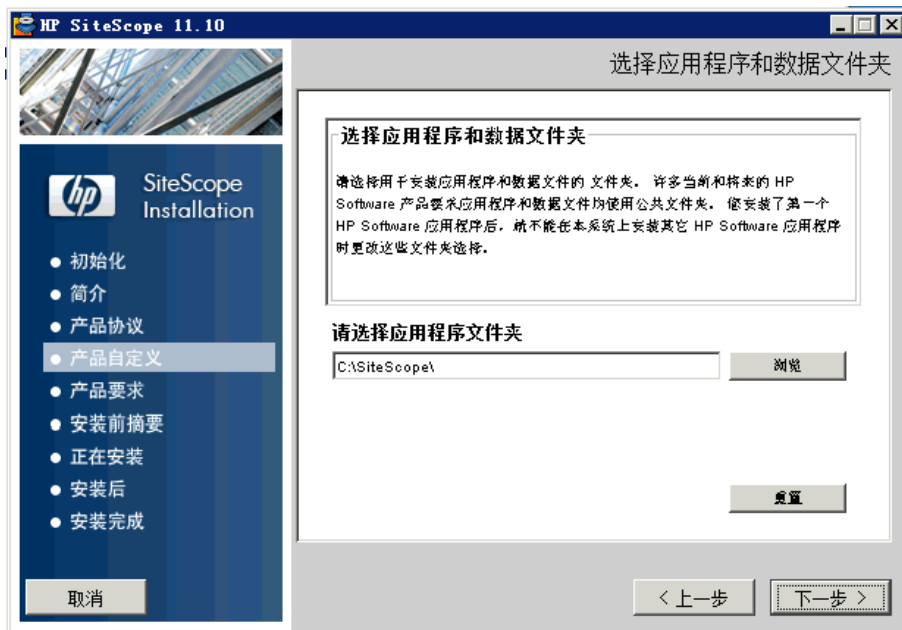 HP SiteScope 11.10
选择应用程序和数据文件夹
hp
SiteScope
Installation
初始化
简介
产品协议
产品自定义
产品要求
安装前摘要
正在安装
安装后
安装完成
选择应用程序和数据文件夹
请选择用于安装应用程序和数据文件的 文件夹。 许多当前和将来的 HP
Software 产品要求应用程序和数据文件均使用公共文件夹。 您安装了第一个
HP Software 应用程序后，就不能在本系统上安装其它 HP Software 应用程序
时更改这些文件夹选择。
请选择应用程序文件夹
C:\SiteScope\
浏览
重置
取消
< 上一步
下一步 >